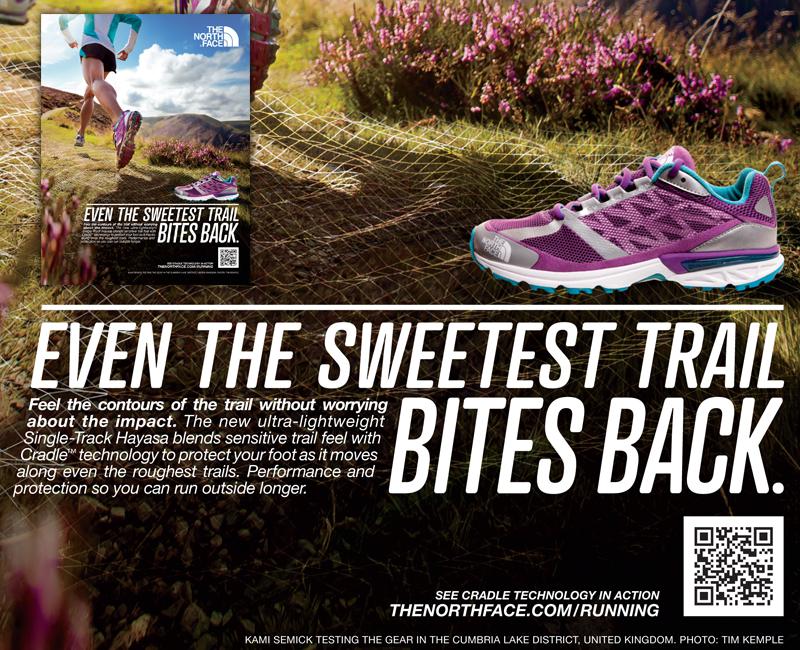 THE
NORTH
FACE
EVEN THE SWEETEST TRAIL
BITES BACK.
SEE CRADLE TECHNOLOGY IN ACTION
THENORTHFACE.COM/RUNNING
THE
NORTH
FACE
EVEN THE SWEETEST TRAIL
BITES BACK.
Feel the contours of the trail without worrying
about the impact. The new ultra-lightweight
Single-Track Hayasa blends sensitive trail feel with
Cradle™ technology to protect your foot as it moves
along even the roughest trails. Performance and
protection so you can run outside longer.
SEE CRADLE TECHNOLOGY IN ACTION
THENORTHFACE.COM/RUNNING
KAMI SEMICK TESTING THE GEAR IN THE CUMBRIA LAKE DISTRICT, UNITED KINGDOM. PHOTO: TIM KEMPLE